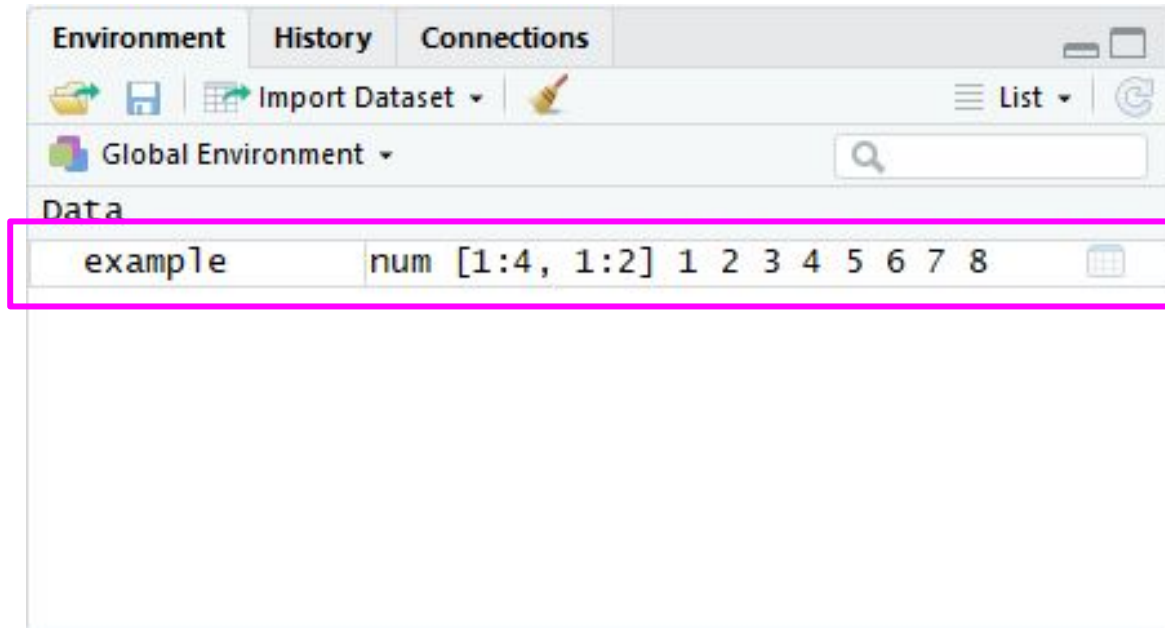 Environment History Connections
Import Dataset List
Global Environment
Data
example num [1:4, 1:2] 1 2 3 4 5 6 7 8